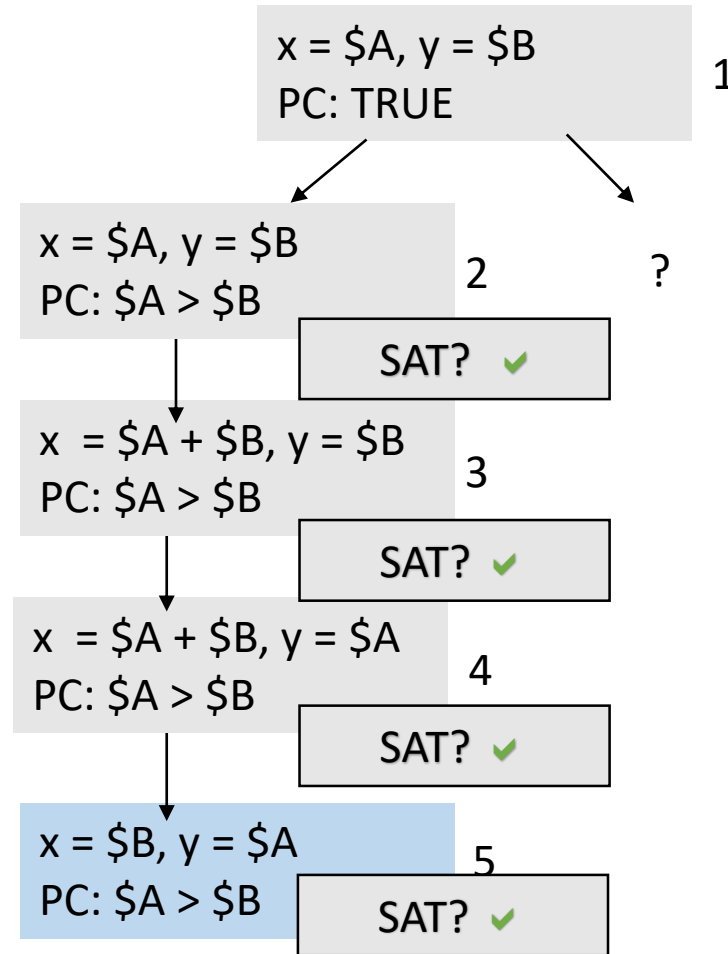 x = $A, y = $B
PC: TRUE
1
x = $A, y = $B
PC: $A > $B
2
?
SAT? ✔
x  = $A + $B, y = $B
PC: $A > $B
3
SAT? ✔
x  = $A + $B, y = $A
PC: $A > $B
4
SAT? ✔
x = $B, y = $A
PC: $A > $B
5
SAT? ✔